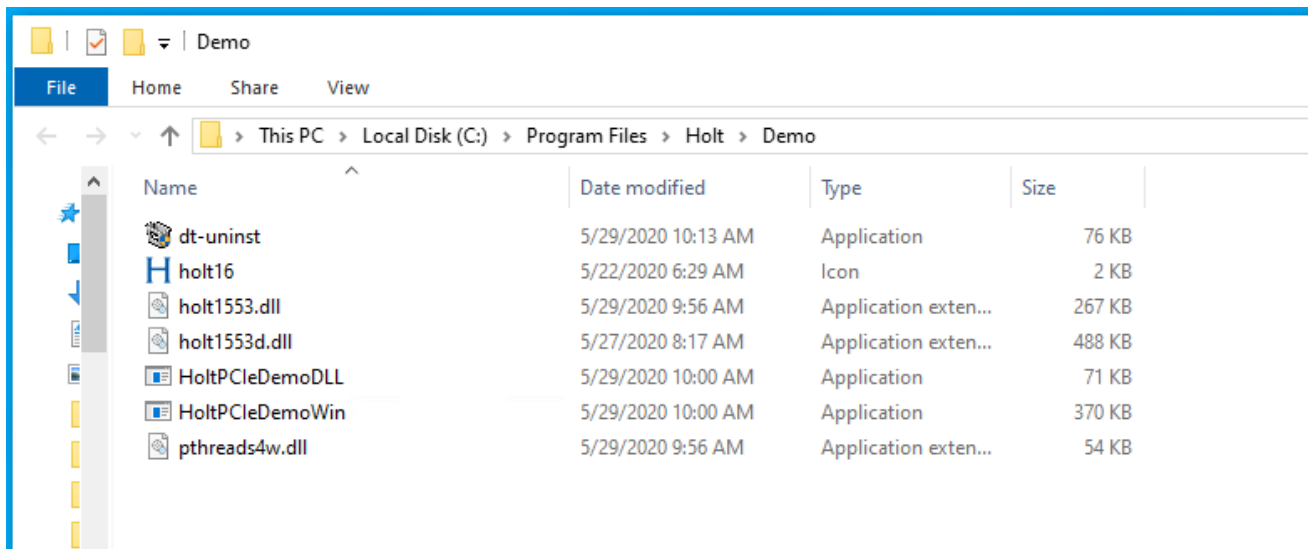 Demo
File Home Share View
This PC > Local Disk (C:) > Program Files > Holt > Demo
Name Date modified Type Size
dt-uninst 5/29/2020 10:13 AM Application 76 KB
holt16 5/22/2020 6:29 AM Icon 2 KB
holt1553.dll 5/29/2020 9:56 AM Application exten... 267 KB
holt1553d.dll 5/27/2020 8:17 AM Application exten... 488 KB
HoltPCIeDemoDLL 5/29/2020 10:00 AM Application 71 KB
HoltPCIeDemoWin 5/29/2020 10:00 AM Application 370 KB
pthreads4w.dll 5/29/2020 9:56 AM Application exten... 54 KB